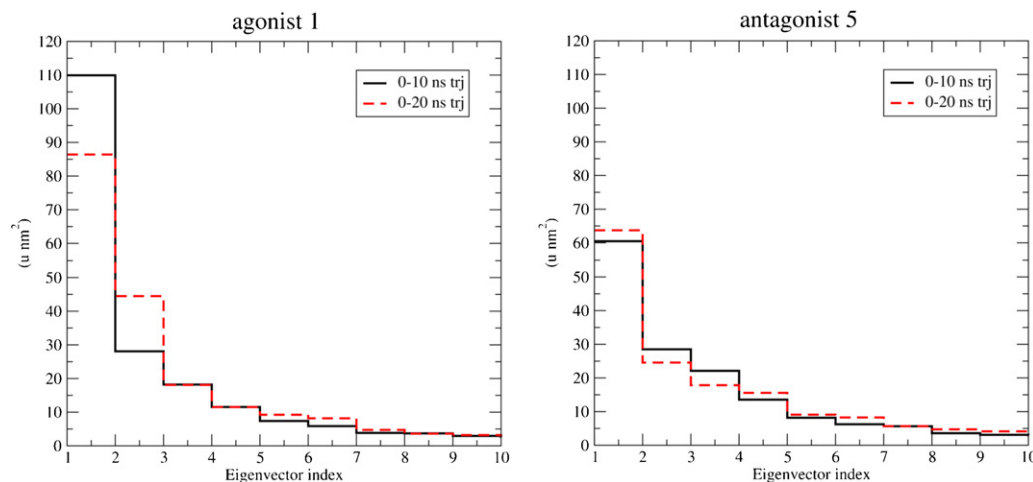 agonist 1
120
110
100
90
80
70
60
50
40
30
20
10
0
(u nm²)
0-10 ns trj
0-20 ns trj
1 2 3 4 5 6 7 8 9 10
Eigenvector index
antagonist 5
120
110
100
90
80
70
60
50
40
30
20
10
0
(u nm²)
0-10 ns trj
0-20 ns trj
1 2 3 4 5 6 7 8 9 10
Eigenvector index